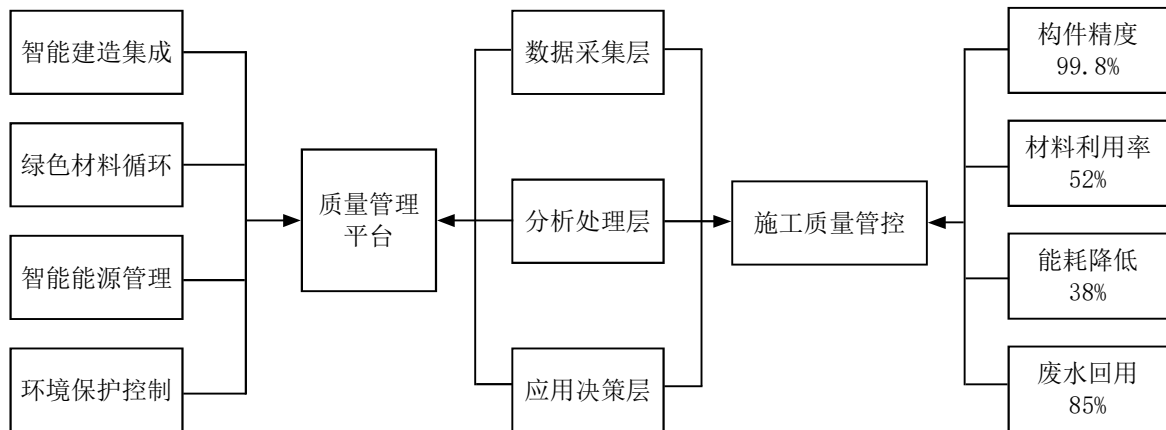 智能建造集成
绿色材料循环
智能能源管理
环境保护控制
质量管理
平台
数据采集层
分析处理层
应用决策层
施工质量管控
构件精度
99.8%
材料利用率
52%
能耗降低
38%
废水回用
85%